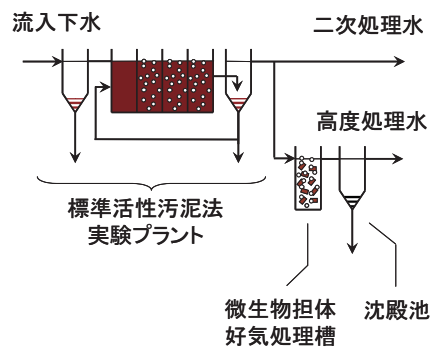 流入下水
二次処理水
高度処理水
標準活性汚泥法
実験プラント
微生物担体
好気処理槽
沈殿池